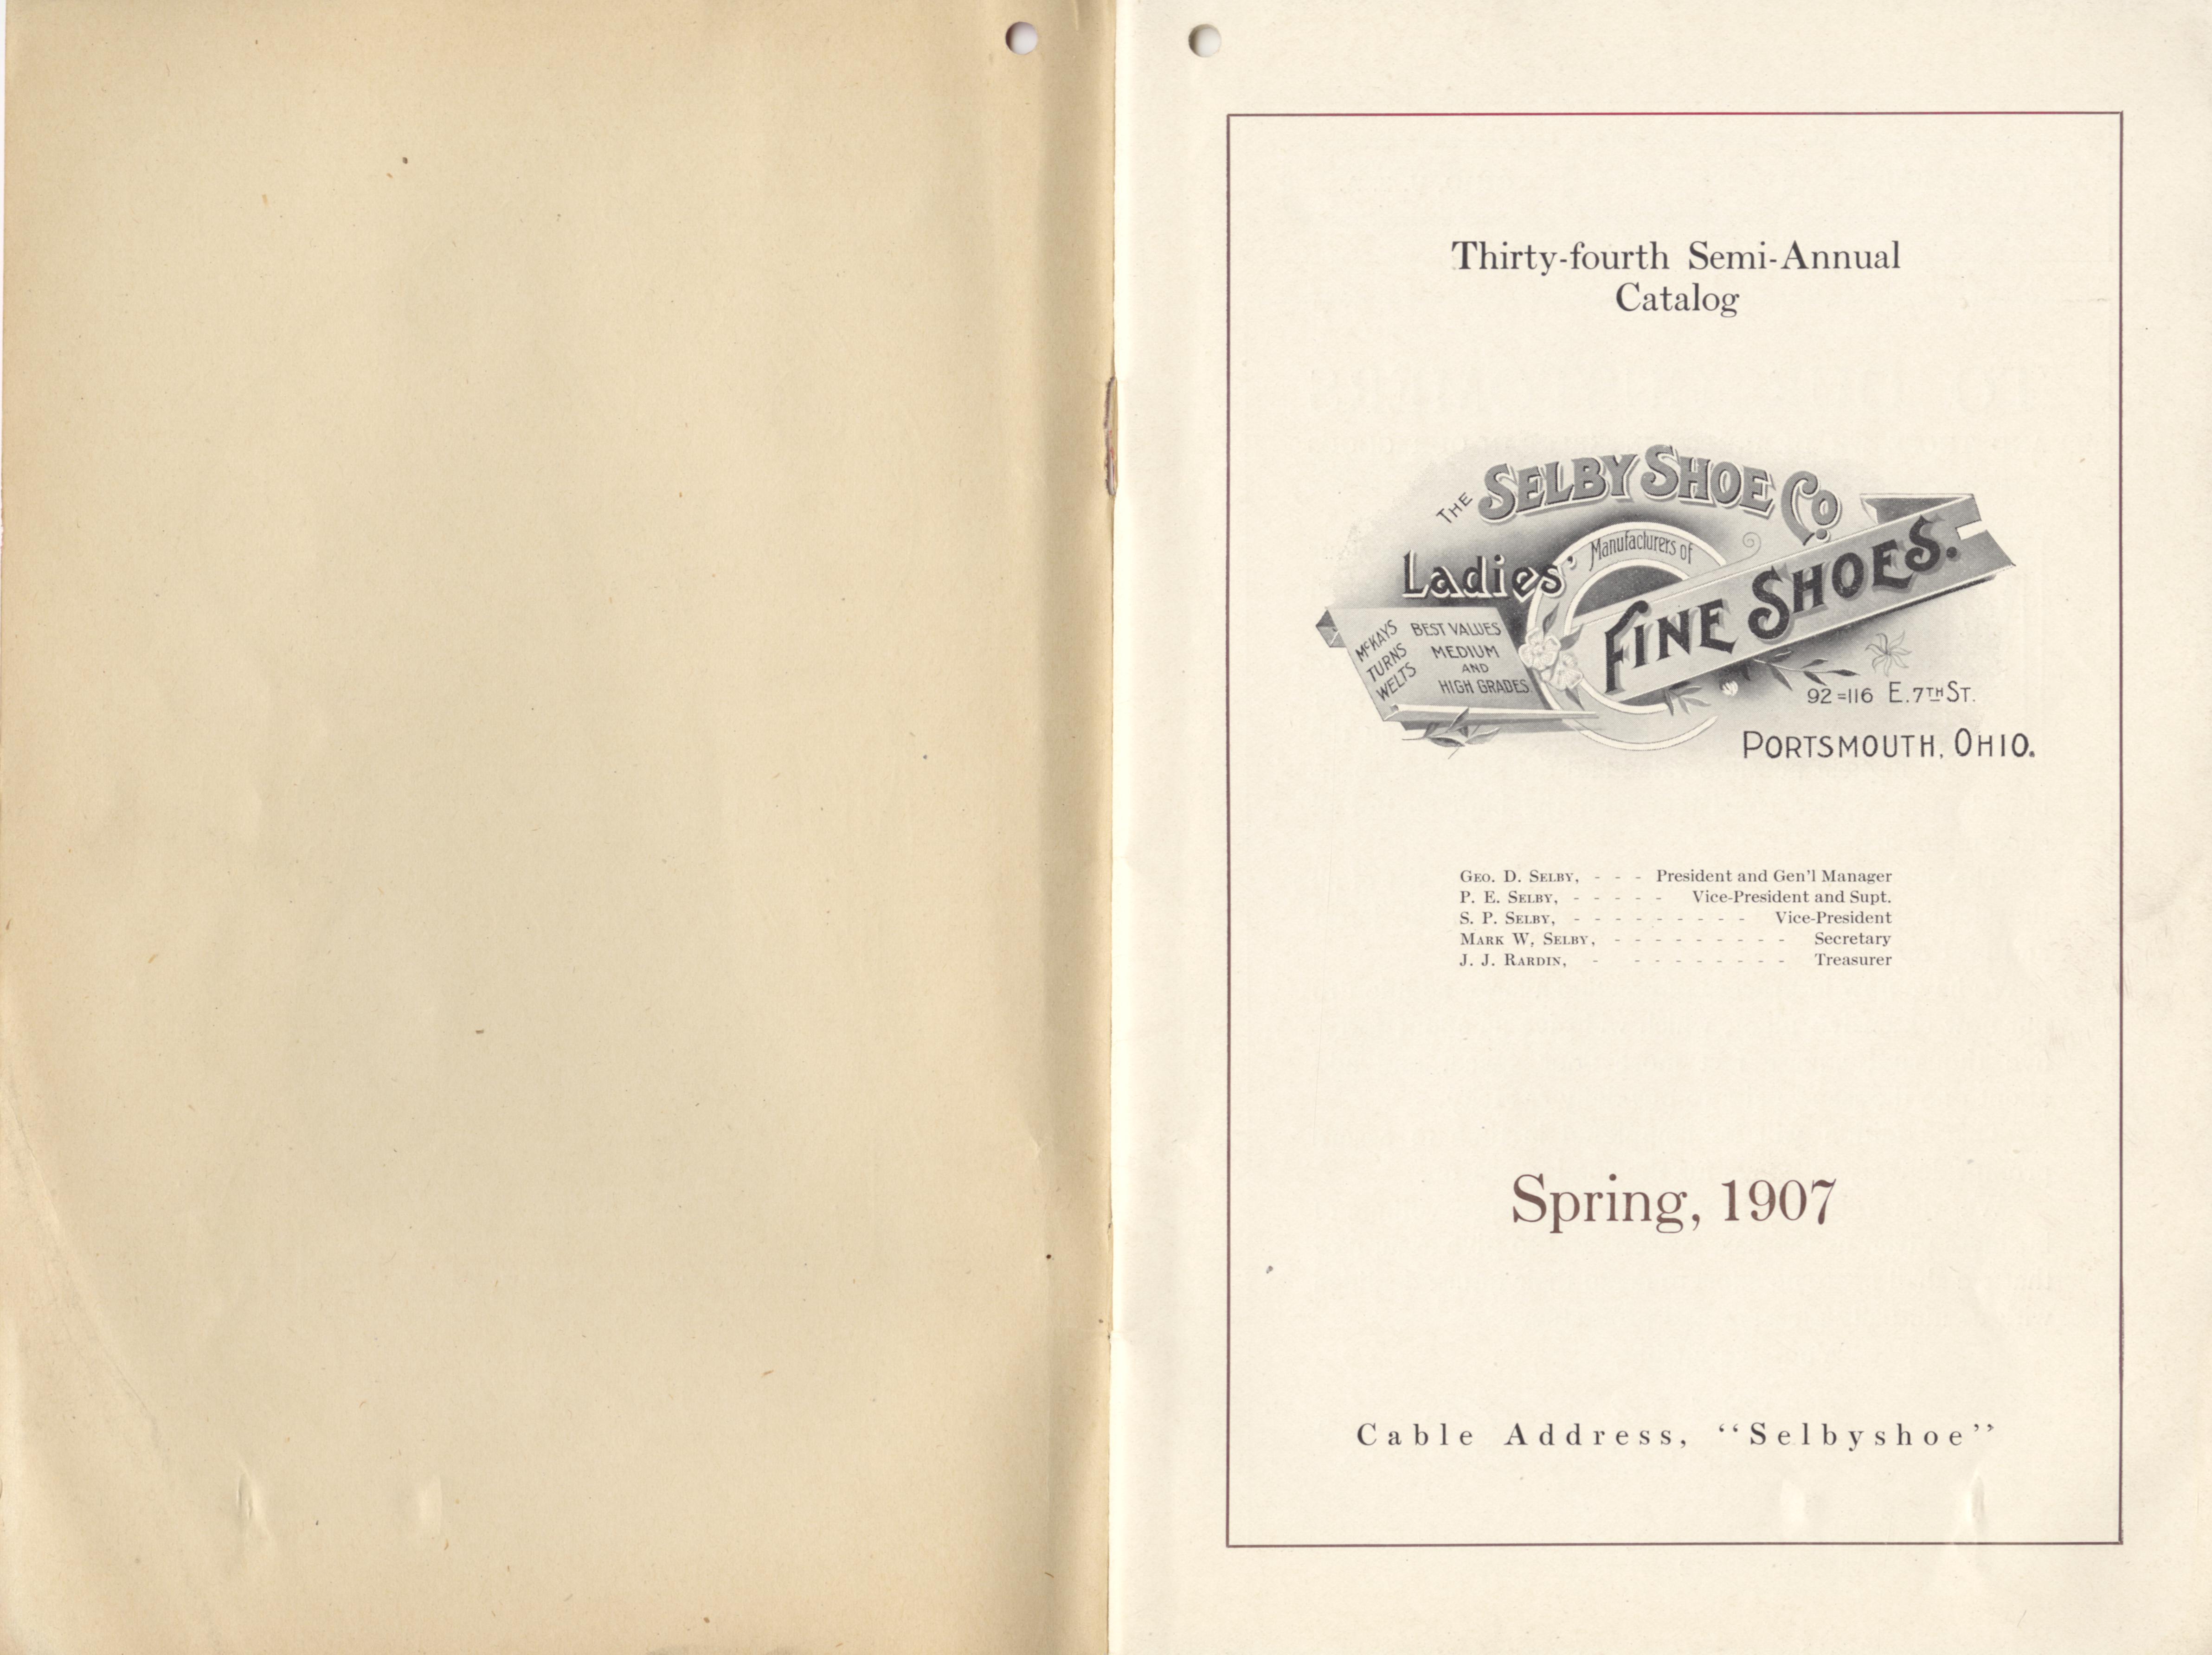 Thirty-fourth Semi-Annual
Catalog
THE SELBY SHOE CO
Manufacturers of
Ladies'
FINE SHOES.
McKAYS
TURNS
WELTS
BEST VALUES
MEDIUM
AND
HIGH GRADES
92=116 E. 7TH ST.
PORTSMOUTH, OHIO.
GEO. D. SELBY, - - - President and Gen'l Manager
P. E. SELBY, - - - - - Vice-President and Supt.
S. P. SELBY, - - - - - - - - - Vice-President
MARK W, SELBY, - - - - - - - - - Secretary
J. J. RARDIN, - - - - - - - - - Treasurer
Spring, 1907
Cable Address, “Selbyshoe”